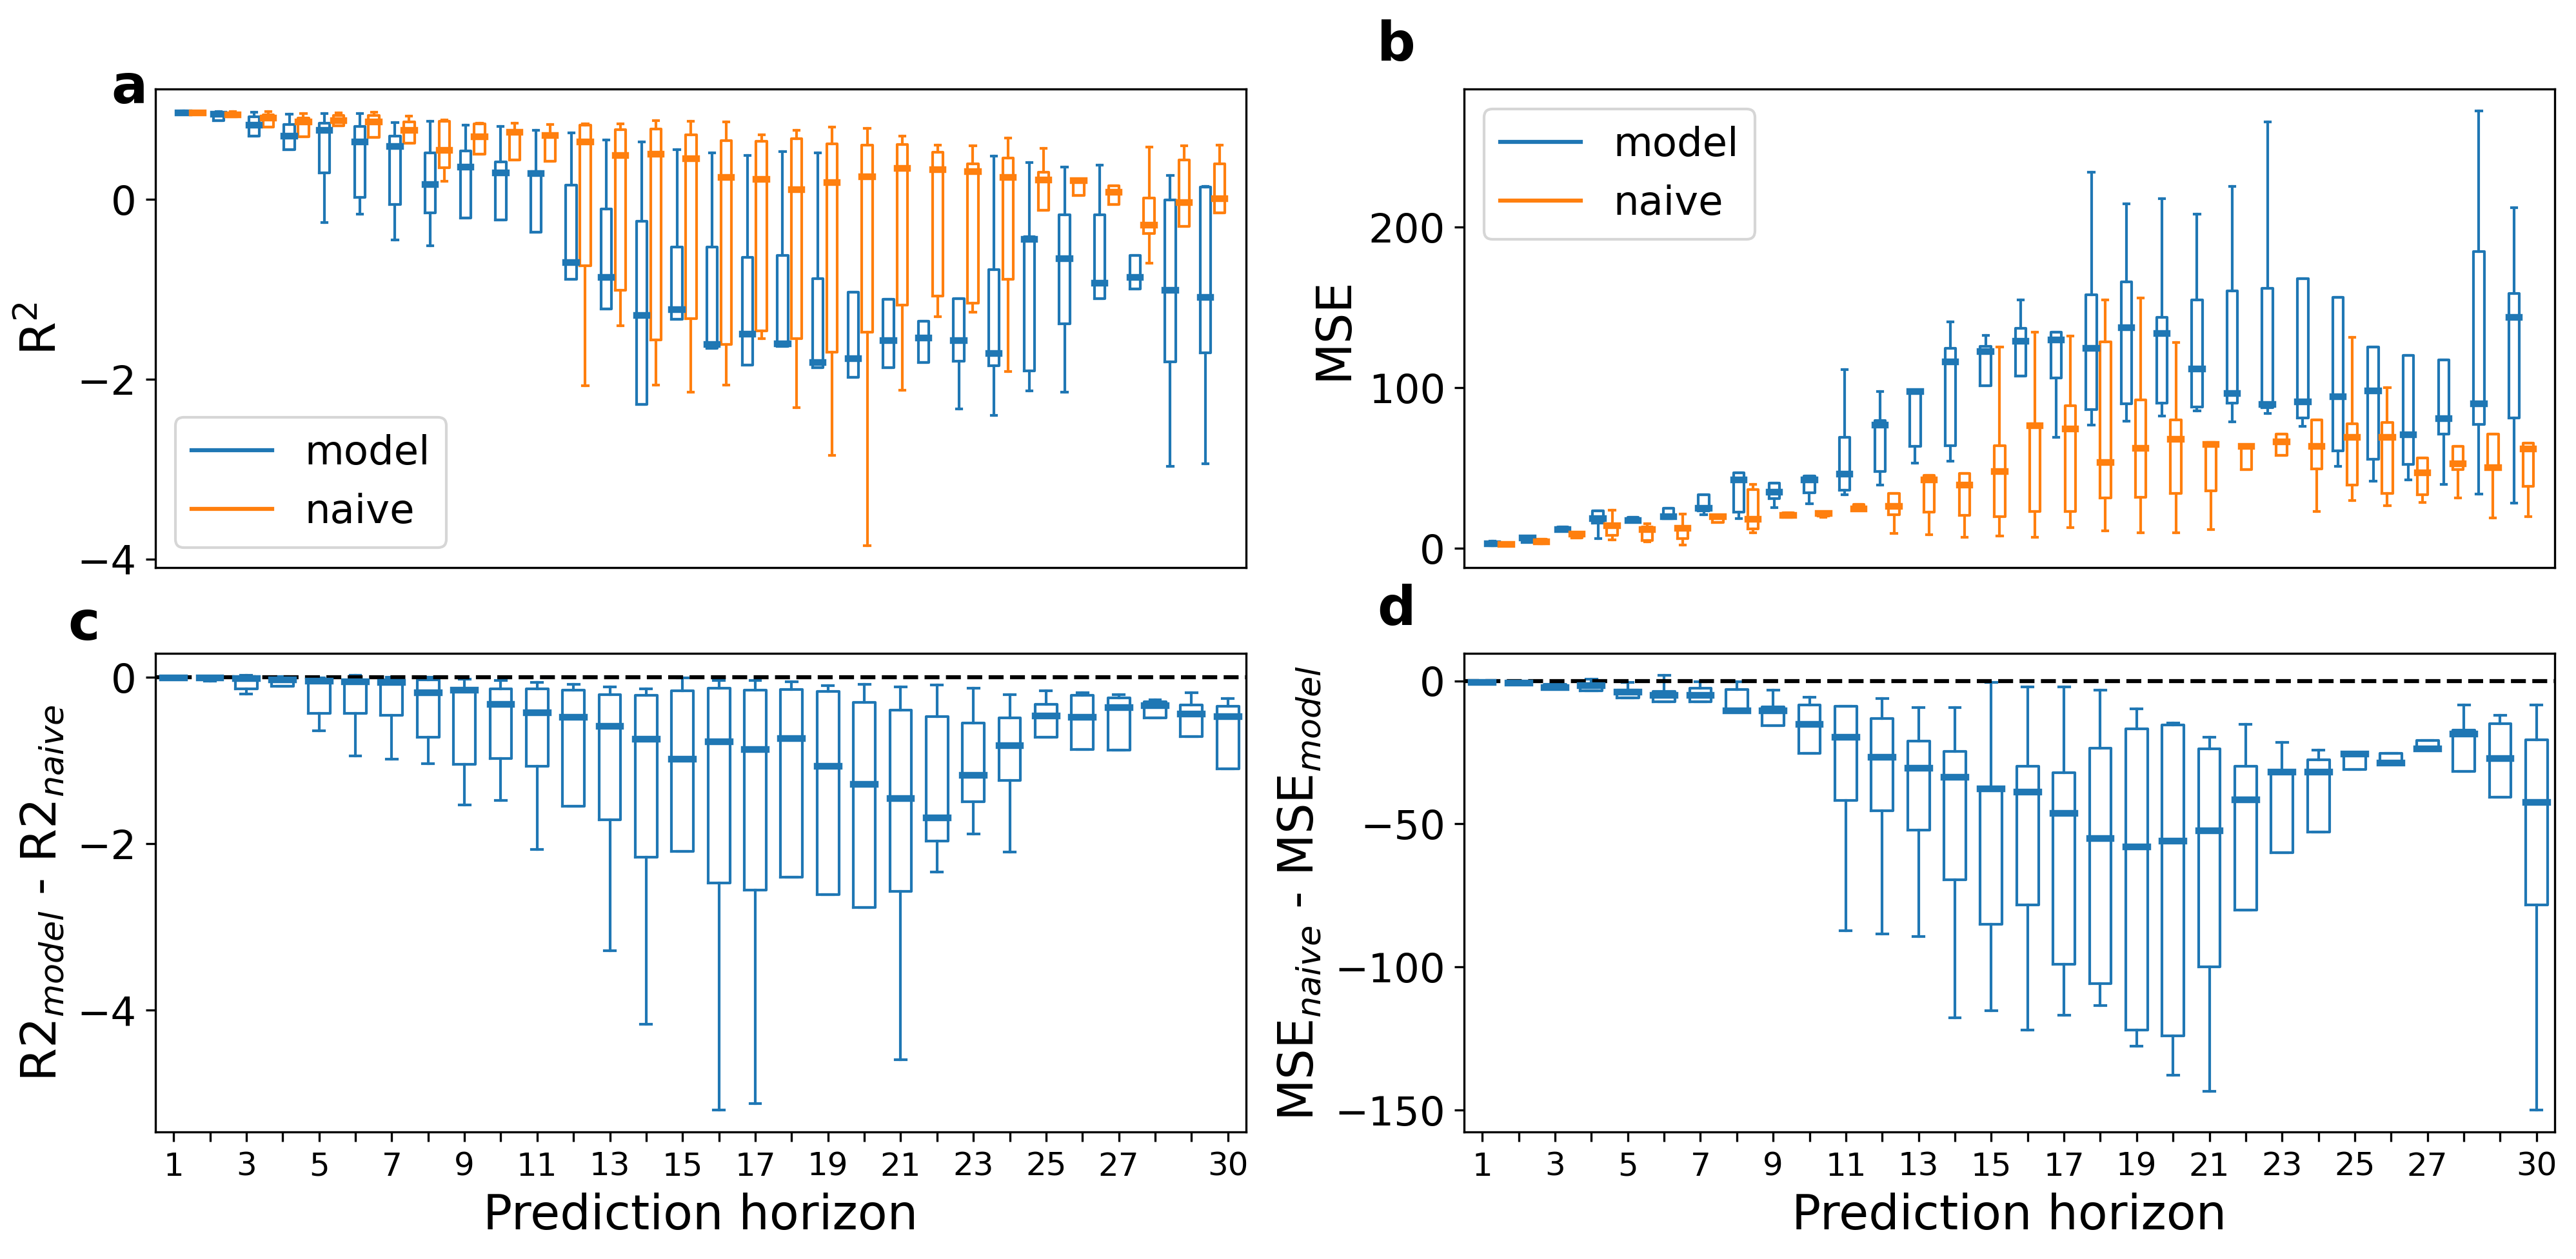 a
R²
0
−2
−4
model
naive
b
MSE
200
100
0
model
naive
c
R2model - R2naive
0
−2
−4
1 3 5 7 9 11 13 15 17 19 21 23 25 27 30
Prediction horizon
d
MSEnaive - MSEmodel
0
−50
−100
−150
1 3 5 7 9 11 13 15 17 19 21 23 25 27 30
Prediction horizon